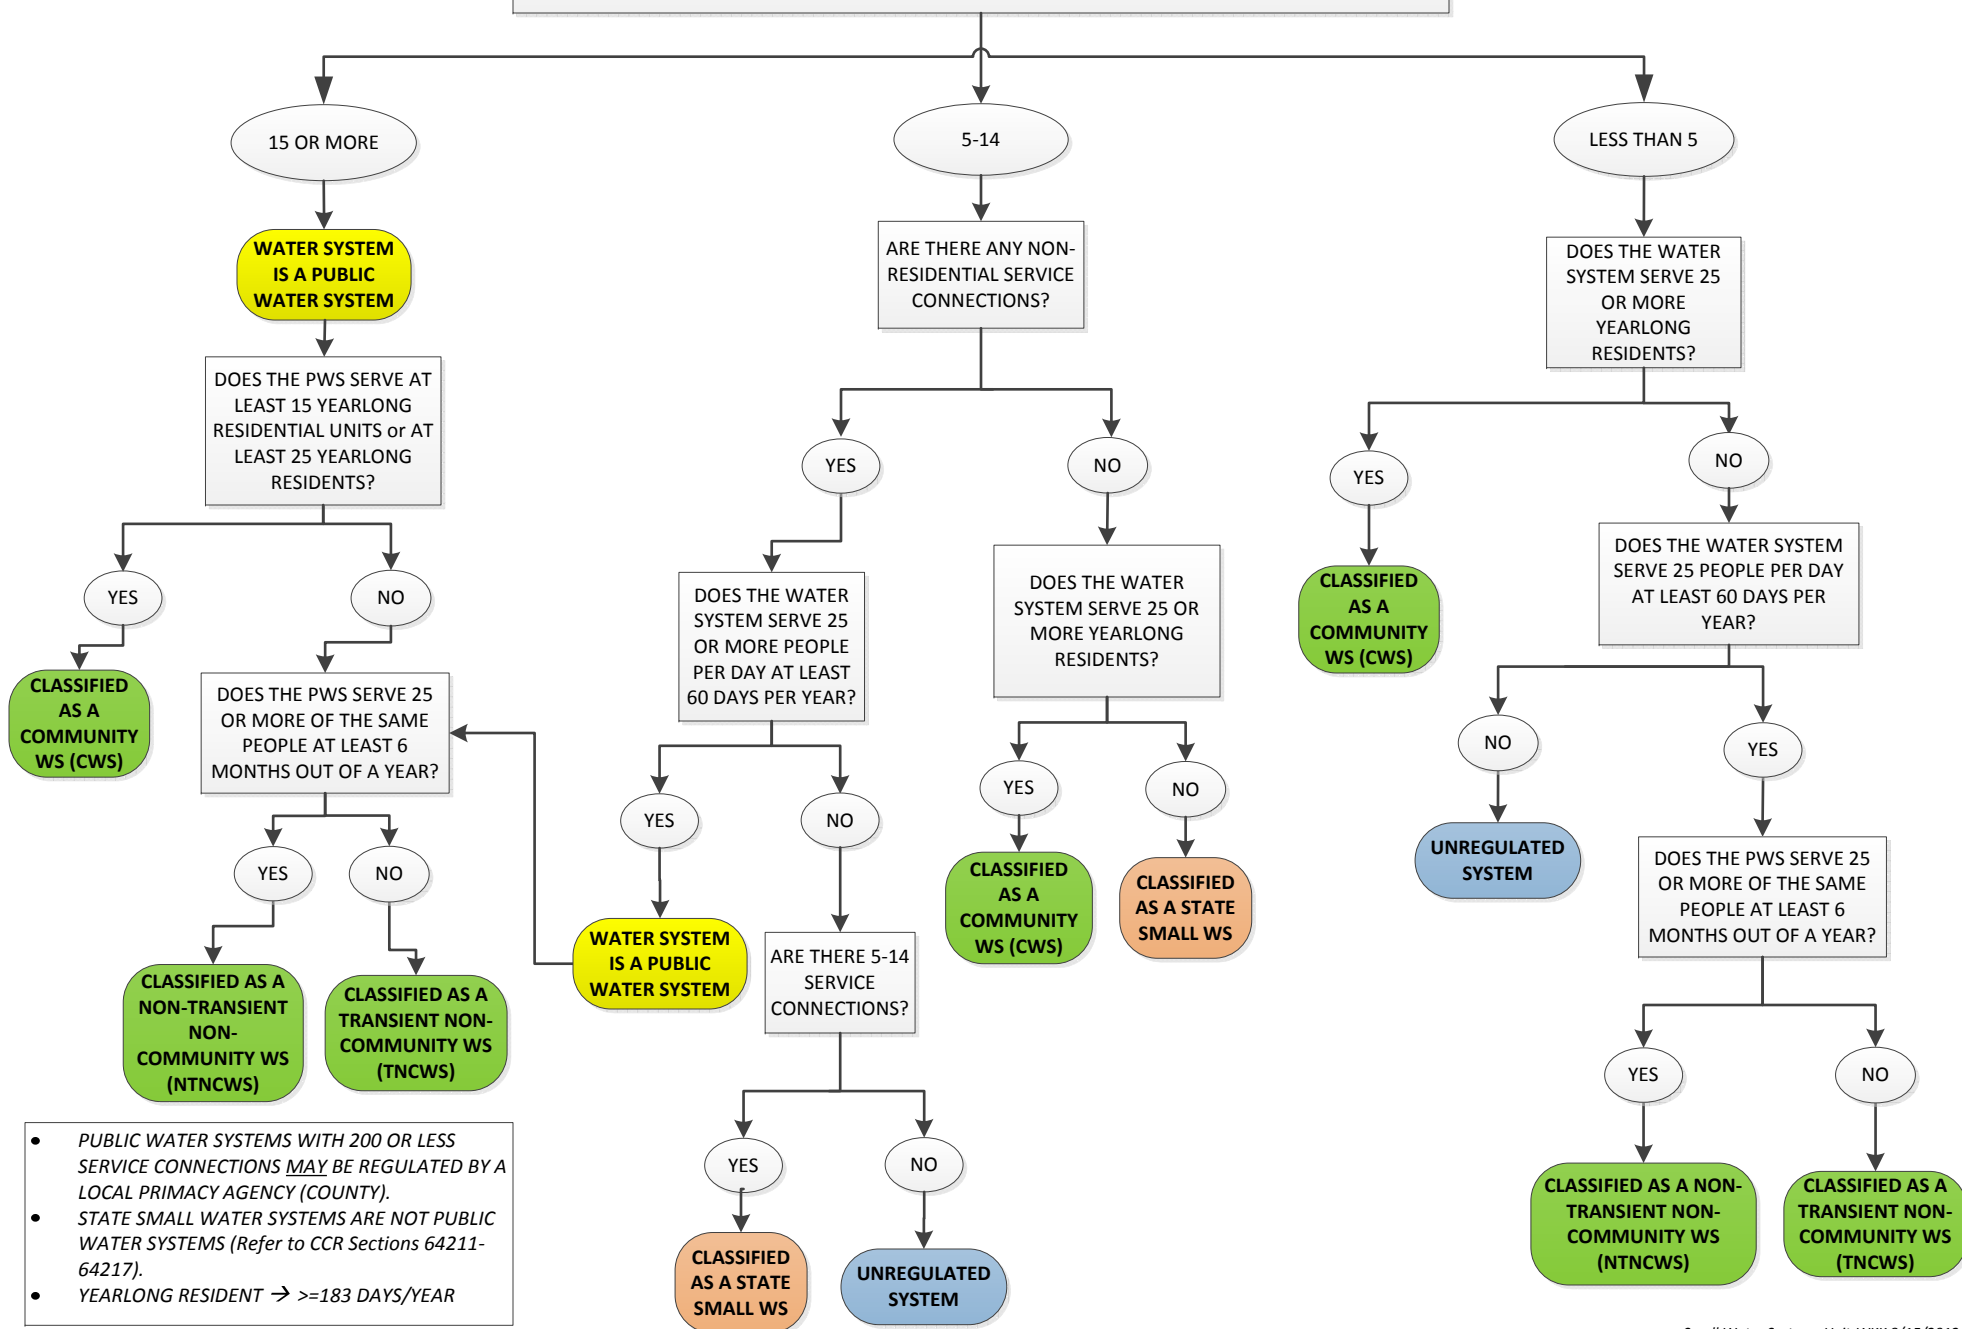 15 OR MORE
5-14
LESS THAN 5
WATER SYSTEM
IS A PUBLIC
WATER SYSTEM
ARE THERE ANY NON-
RESIDENTIAL SERVICE
CONNECTIONS?
DOES THE WATER
SYSTEM SERVE 25
OR MORE
YEARLONG
RESIDENTS?
DOES THE PWS SERVE AT
LEAST 15 YEARLONG
RESIDENTIAL UNITS or AT
LEAST 25 YEARLONG
RESIDENTS?
YES
NO
YES
NO
YES
NO
CLASSIFIED
AS A
COMMUNITY
WS (CWS)
DOES THE PWS SERVE 25
OR MORE OF THE SAME
PEOPLE AT LEAST 6
MONTHS OUT OF A YEAR?
DOES THE WATER
SYSTEM SERVE 25
OR MORE PEOPLE
PER DAY AT LEAST
60 DAYS PER YEAR?
DOES THE WATER
SYSTEM SERVE 25 OR
MORE YEARLONG
RESIDENTS?
CLASSIFIED
AS A
COMMUNITY
WS (CWS)
DOES THE WATER SYSTEM
SERVE 25 PEOPLE PER DAY
AT LEAST 60 DAYS PER
YEAR?
YES
NO
YES
NO
YES
NO
NO
YES
CLASSIFIED AS A
NON-TRANSIENT
NON-
COMMUNITY WS
(NTNCWS)
CLASSIFIED AS A
TRANSIENT NON-
COMMUNITY WS
(TNCWS)
WATER SYSTEM
IS A PUBLIC
WATER SYSTEM
ARE THERE 5-14
SERVICE
CONNECTIONS?
CLASSIFIED
AS A
COMMUNITY
WS (CWS)
CLASSIFIED
AS A STATE
SMALL WS
UNREGULATED
SYSTEM
DOES THE PWS SERVE 25
OR MORE OF THE SAME
PEOPLE AT LEAST 6
MONTHS OUT OF A YEAR?
YES
NO
YES
NO
CLASSIFIED
AS A STATE
SMALL WS
UNREGULATED
SYSTEM
CLASSIFIED AS A NON-
TRANSIENT NON-
COMMUNITY WS
(NTNCWS)
CLASSIFIED AS A
TRANSIENT NON-
COMMUNITY WS
(TNCWS)
• PUBLIC WATER SYSTEMS WITH 200 OR LESS
SERVICE CONNECTIONS MAY BE REGULATED BY A
LOCAL PRIMACY AGENCY (COUNTY).
• STATE SMALL WATER SYSTEMS ARE NOT PUBLIC
WATER SYSTEMS (Refer to CCR Sections 64211-
64217).
• YEARLONG RESIDENT → >=183 DAYS/YEAR